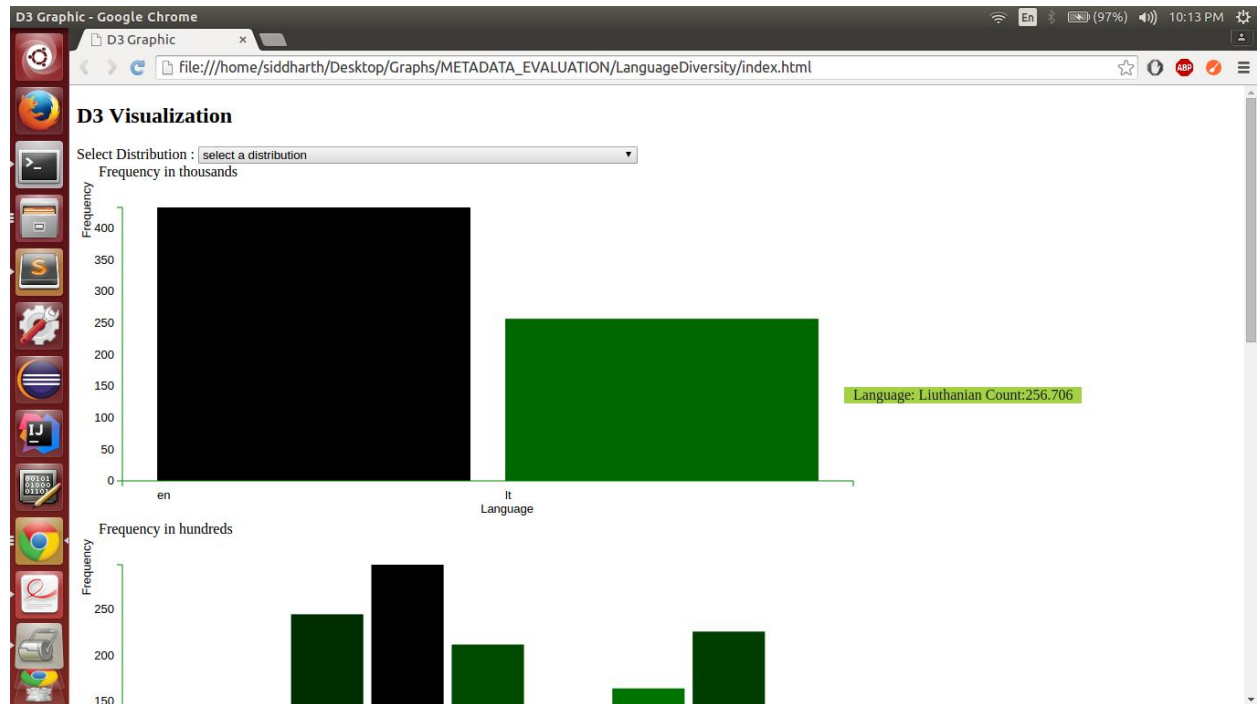 D3 Graphic - Google Chrome
En
(97%)
10:13 PM
D3 Graphic ×
file:///home/siddharth/Desktop/Graphs/METADATA_EVALUATION/LanguageDiversity/index.html
ABP
D3 Visualization
Select Distribution : select a distribution
Frequency in thousands
Frequency
400
350
300
250
200
150
100
50
0
Language: Liuthanian Count:256.706
en
lt
Language
Frequency in hundreds
Frequency
250
200
150
>_
S
IJ